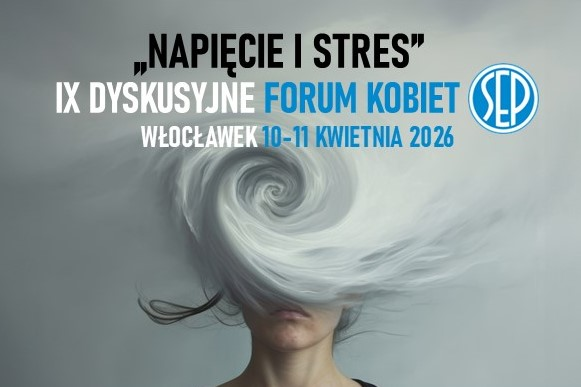 „NAPIĘCIE I STRES”
IX DYSKUSYJNE FORUM KOBIET SEP
WŁOCŁAWEK 10-11 KWIETNIA 2026